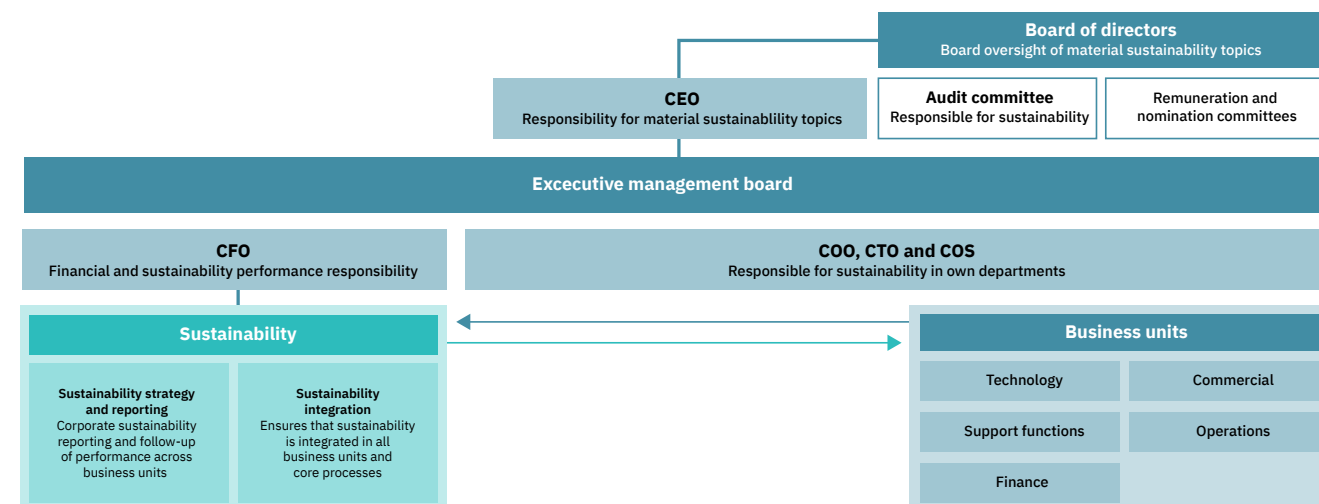 Board of directors
Board oversight of material sustainability topics
CEO
Responsibility for material sustainablility topics
Audit committee
Responsible for sustainability
Remuneration and
nomination committees
Excecutive management board
CFO
Financial and sustainability performance responsibility
COO, CTO and COS
Responsible for sustainability in own departments
Sustainability
Sustainability strategy
and reporting
Corporate sustainability
reporting and follow-up
of performance across
business units
Sustainability
integration
Ensures that sustainability
is integrated in all
business units and
core processes
Business units
Technology
Commercial
Support functions
Operations
Finance